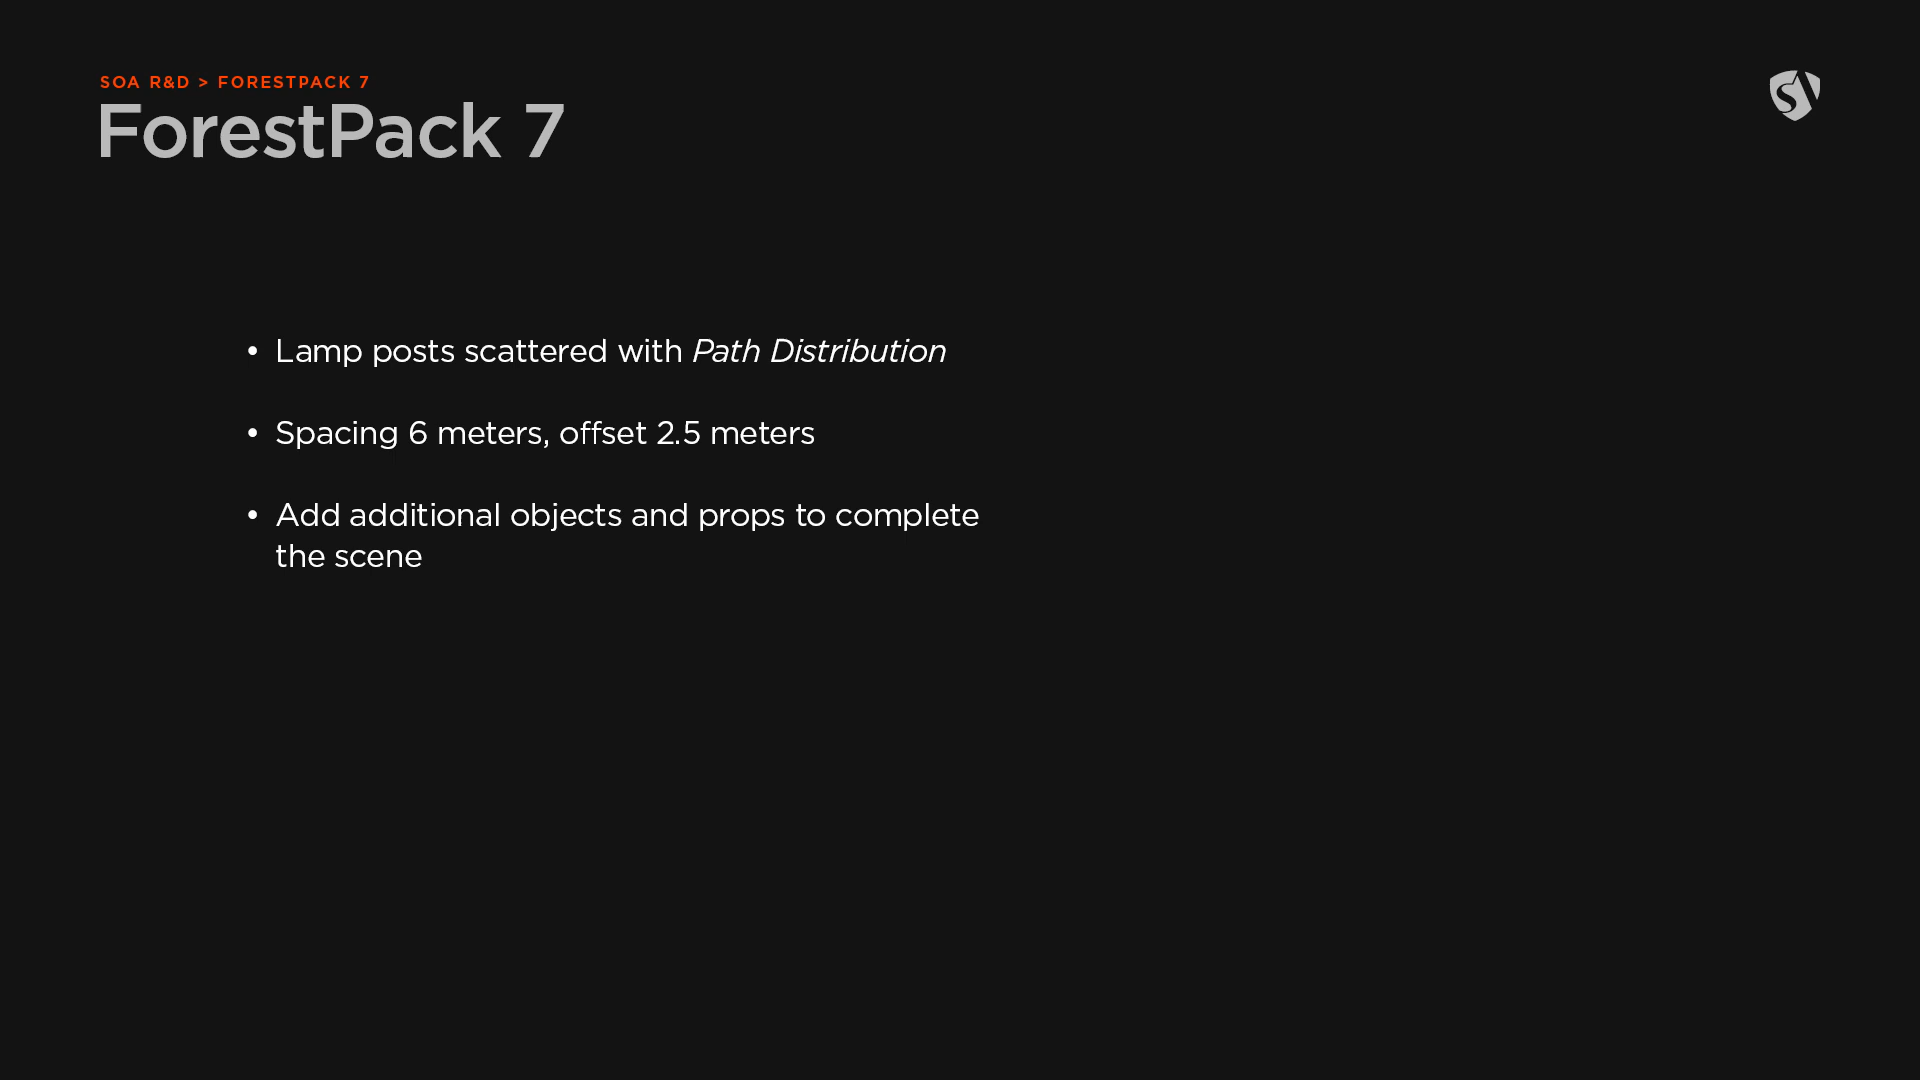 SOA R&D > FORESTPACK 7
ForestPack 7
• Lamp posts scattered with Path Distribution
• Spacing 6 meters, offset 2.5 meters
• Add additional objects and props to complete
the scene